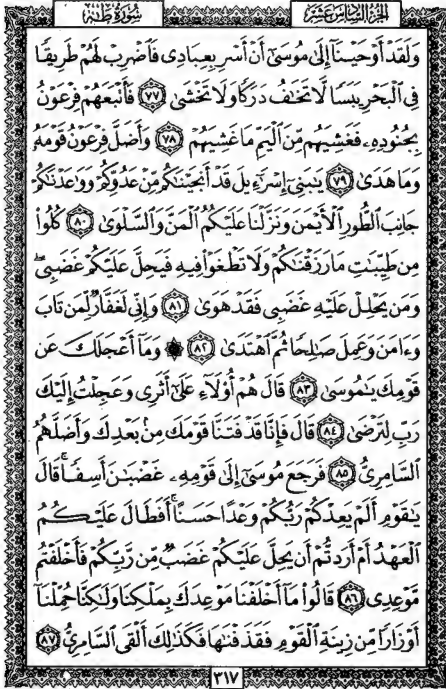 الجزء السادس عشر
سورة طه
وَلَقَدْ أَوْحَيْنَآ إِلَىٰ مُوسَىٰٓ أَنْ أَسْرِ بِعِبَادِى فَٱضْرِبْ لَهُمْ طَرِيقًا
فِى ٱلْبَحْرِ يَبَسًا لَّا تَخَٰفُ دَرَكًا وَلَا تَخْشَىٰ ٧٧ فَأَتْبَعَهُمْ فِرْعَوْنُ
بِجُنُودِهِۦ فَغَشِيَهُم مِّنَ ٱلْيَمِّ مَا غَشِيَهُمْ ٧٨ وَأَضَلَّ فِرْعَوْنُ قَوْمَهُۥ
وَمَا هَدَىٰ ٧٩ يَٰبَنِىٓ إِسْرَٰٓءِيلَ قَدْ أَنجَيْنَٰكُم مِّنْ عَدُوِّكُمْ وَوَٰعَدْنَٰكُمْ
جَانِبَ ٱلطُّورِ ٱلْأَيْمَنَ وَنَزَّلْنَا عَلَيْكُمُ ٱلْمَنَّ وَٱلسَّلْوَىٰ ٨٠ كُلُوا۟
مِن طَيِّبَٰتِ مَا رَزَقْنَٰكُمْ وَلَا تَطْغَوْا۟ فِيهِ فَيَحِلَّ عَلَيْكُمْ غَضَبِى ۖ
وَمَن يَحْلِلْ عَلَيْهِ غَضَبِى فَقَدْ هَوَىٰ ٨١ وَإِنِّى لَغَفَّارٌ لِّمَن تَابَ
وَءَامَنَ وَعَمِلَ صَٰلِحًا ثُمَّ ٱهْتَدَىٰ ٨٢ ۞ وَمَآ أَعْجَلَكَ عَن
قَوْمِكَ يَٰمُوسَىٰ ٨٣ قَالَ هُمْ أُو۟لَآءِ عَلَىٰٓ أَثَرِى وَعَجِلْتُ إِلَيْكَ
رَبِّ لِتَرْضَىٰ ٨٤ قَالَ فَإِنَّا قَدْ فَتَنَّا قَوْمَكَ مِنۢ بَعْدِكَ وَأَضَلَّهُمُ
ٱلسَّامِرِىُّ ٨٥ فَرَجَعَ مُوسَىٰٓ إِلَىٰ قَوْمِهِۦ غَضْبَٰنَ أَسِفًا ۚ قَالَ
يَٰقَوْمِ أَلَمْ يَعِدْكُمْ رَبُّكُمْ وَعْدًا حَسَنًا ۚ أَفَطَالَ عَلَيْكُمُ
ٱلْعَهْدُ أَمْ أَرَدتُّمْ أَن يَحِلَّ عَلَيْكُمْ غَضَبٌ مِّن رَّبِّكُمْ فَأَخْلَفْتُم
مَّوْعِدِى ٨٦ قَالُوا۟ مَآ أَخْلَفْنَا مَوْعِدَكَ بِمَلْكِنَا وَلَٰكِنَّا حُمِّلْنَآ
أَوْزَارًا مِّن زِينَةِ ٱلْقَوْمِ فَقَذَفْنَٰهَا فَكَذَٰلِكَ أَلْقَى ٱلسَّامِرِىُّ ٨٧
٣١٧